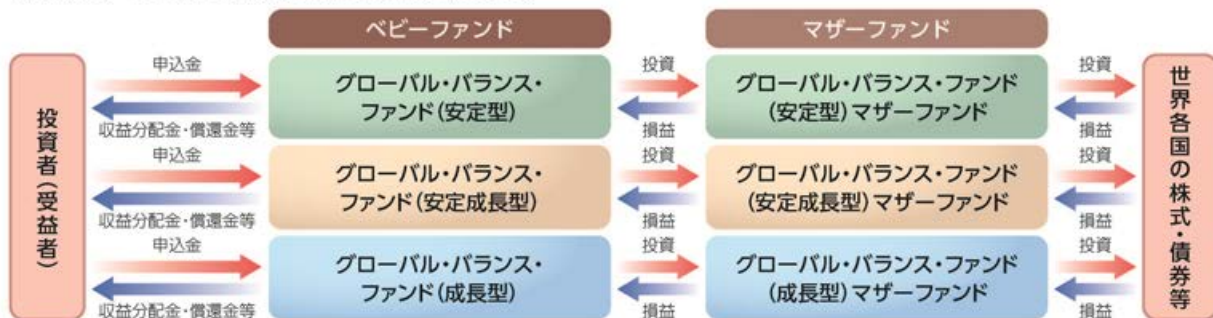 ベビーファンド
マザーファンド
投資者(受益者)
申込金
収益分配金・償還金等
グローバル・バランス・
ファンド(安定型)
投資
損益
グローバル・バランス・ファンド
(安定型)マザーファンド
投資
損益
申込金
収益分配金・償還金等
グローバル・バランス・
ファンド(安定成長型)
投資
損益
グローバル・バランス・ファンド
(安定成長型)マザーファンド
投資
損益
申込金
収益分配金・償還金等
グローバル・バランス・
ファンド(成長型)
投資
損益
グローバル・バランス・ファンド
(成長型)マザーファンド
投資
損益
世界各国の株式・債券等